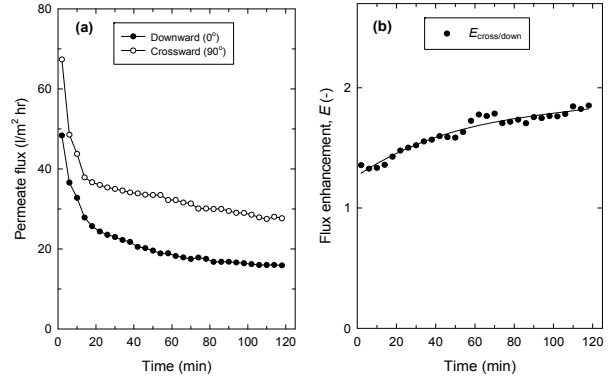 (a)
Downward (0°)
Crossward (90°)
80
60
40
20
0
Permeate flux (l/m² hr)
0 20 40 60 80 100 120
Time (min)
(b)
E cross/down
2
1
0
Flux enhancement, E (-)
0 20 40 60 80 100 120
Time (min)